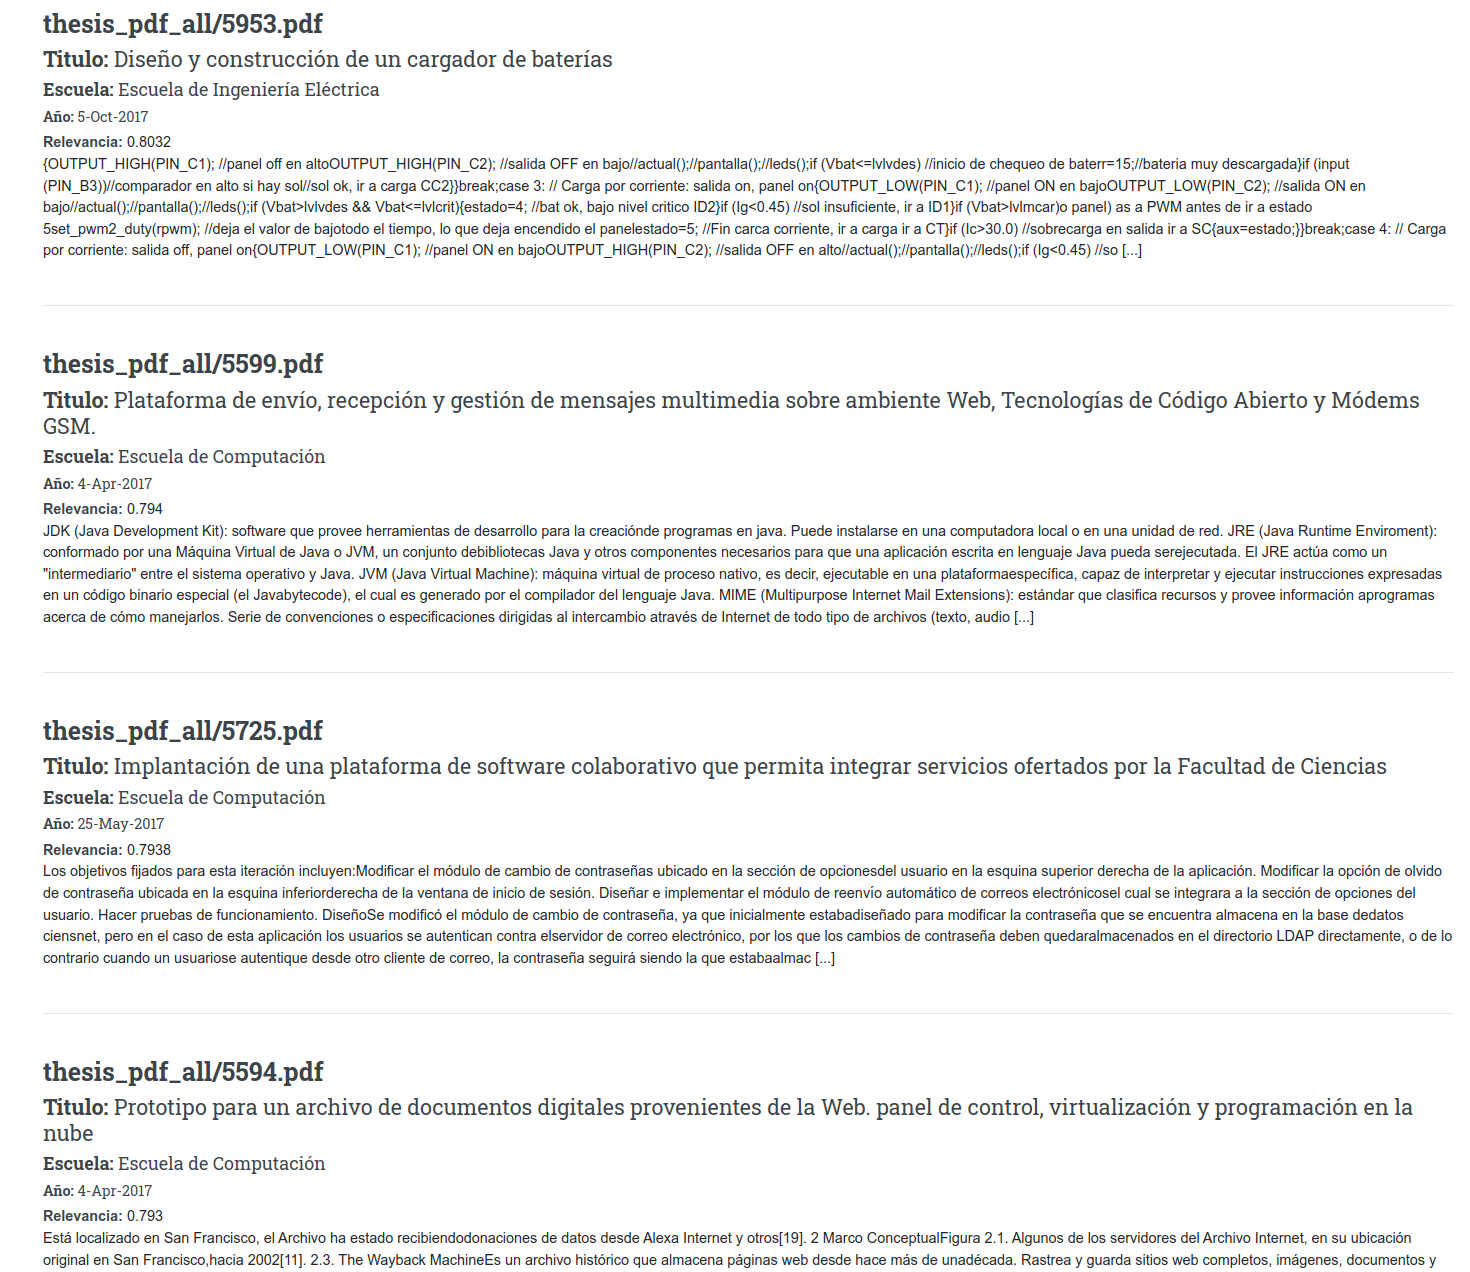 thesis_pdf_all/5953.pdf
Titulo: Diseño y construcción de un cargador de baterías
Escuela: Escuela de Ingeniería Eléctrica
Año: 5-Oct-2017
Relevancia: 0.8032
{OUTPUT_HIGH(PIN_C1); //panel off en altoOUTPUT_HIGH(PIN_C2); //salida OFF en bajo//actual();//pantalla();//leds();if (Vbat<=lvlvdes) //inicio de chequeo de baterr=15;//bateria muy descargada}if (input
(PIN_B3))//comparador en alto si hay sol//sol ok, ir a carga CC2}}break;case 3: // Carga por corriente: salida on, panel on{OUTPUT_LOW(PIN_C1); //panel ON en bajoOUTPUT_LOW(PIN_C2); //salida ON en
bajo//actual();//pantalla();//leds();if (Vbat>lvlvdes && Vbat<=lvlcrit){estado=4; //bat ok, bajo nivel critico ID2}if (Ig<0.45) //sol insuficiente, ir a ID1}if (Vbat>lvlmcar)o panel) as a PWM antes de ir a estado
5set_pwm2_duty(rpwm); //deja el valor de bajotodo el tiempo, lo que deja encendido el panelestado=5; //Fin carca corriente, ir a carga ir a CT}if (Ic>30.0) //sobrecarga en salida ir a SC{aux=estado;}}break;case 4: // Carga
por corriente: salida off, panel on{OUTPUT_LOW(PIN_C1); //panel ON en bajoOUTPUT_HIGH(PIN_C2); //salida OFF en alto//actual();//pantalla();//leds();if (Ig<0.45) //so [...]
thesis_pdf_all/5599.pdf
Titulo: Plataforma de envío, recepción y gestión de mensajes multimedia sobre ambiente Web, Tecnologías de Código Abierto y Módems
GSM.
Escuela: Escuela de Computación
Año: 4-Apr-2017
Relevancia: 0.794
JDK (Java Development Kit): software que provee herramientas de desarrollo para la creaciónde programas en java. Puede instalarse en una computadora local o en una unidad de red. JRE (Java Runtime Enviroment):
conformado por una Máquina Virtual de Java o JVM, un conjunto debibliotecas Java y otros componentes necesarios para que una aplicación escrita en lenguaje Java pueda serejecutada. El JRE actúa como un
"intermediario" entre el sistema operativo y Java. JVM (Java Virtual Machine): máquina virtual de proceso nativo, es decir, ejecutable en una plataformaespecífica, capaz de interpretar y ejecutar instrucciones expresadas
en un código binario especial (el Javabytecode), el cual es generado por el compilador del lenguaje Java. MIME (Multipurpose Internet Mail Extensions): estándar que clasifica recursos y provee información aprogramas
acerca de cómo manejarlos. Serie de convenciones o especificaciones dirigidas al intercambio através de Internet de todo tipo de archivos (texto, audio [...]
thesis_pdf_all/5725.pdf
Titulo: Implantación de una plataforma de software colaborativo que permita integrar servicios ofertados por la Facultad de Ciencias
Escuela: Escuela de Computación
Año: 25-May-2017
Relevancia: 0.7938
Los objetivos fijados para esta iteración incluyen:Modificar el módulo de cambio de contraseñas ubicado en la sección de opcionesdel usuario en la esquina superior derecha de la aplicación. Modificar la opción de olvido
de contraseña ubicada en la esquina inferiorderecha de la ventana de inicio de sesión. Diseñar e implementar el módulo de reenvío automático de correos electrónicosel cual se integrara a la sección de opciones del
usuario. Hacer pruebas de funcionamiento. DiseñoSe modificó el módulo de cambio de contraseña, ya que inicialmente estabadiseñado para modificar la contraseña que se encuentra almacena en la base dedatos
ciensnet, pero en el caso de esta aplicación los usuarios se autentican contra elservidor de correo electrónico, por los que los cambios de contraseña deben quedaralmacenados en el directorio LDAP directamente, o de lo
contrario cuando un usuariose autentique desde otro cliente de correo, la contraseña seguirá siendo la que estabaalmac [...]
thesis_pdf_all/5594.pdf
Titulo: Prototipo para un archivo de documentos digitales provenientes de la Web. panel de control, virtualización y programación en la
nube
Escuela: Escuela de Computación
Año: 4-Apr-2017
Relevancia: 0.793
Está localizado en San Francisco, el Archivo ha estado recibiendodonaciones de datos desde Alexa Internet y otros[19]. 2 Marco ConceptualFigura 2.1. Algunos de los servidores del Archivo Internet, en su ubicación
original en San Francisco,hacia 2002[11]. 2.3. The Wayback MachineEs un archivo histórico que almacena páginas web desde hace más de unadécada. Rastrea y guarda sitios web completos, imágenes, documentos y